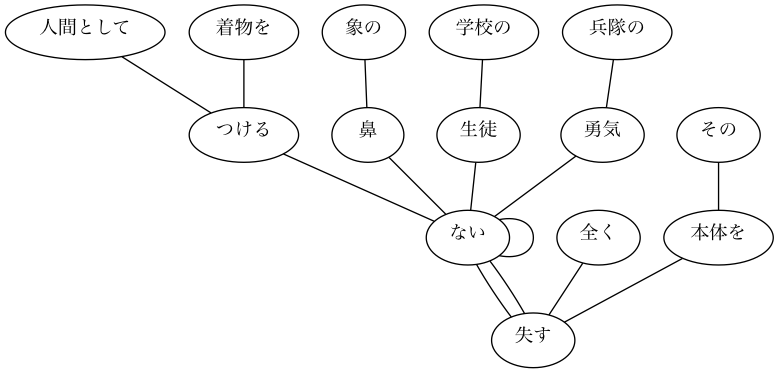 人間として
着物を
象の
学校の
兵隊の
つける
鼻
生徒
勇気
その
ない
全く
本体を
失す